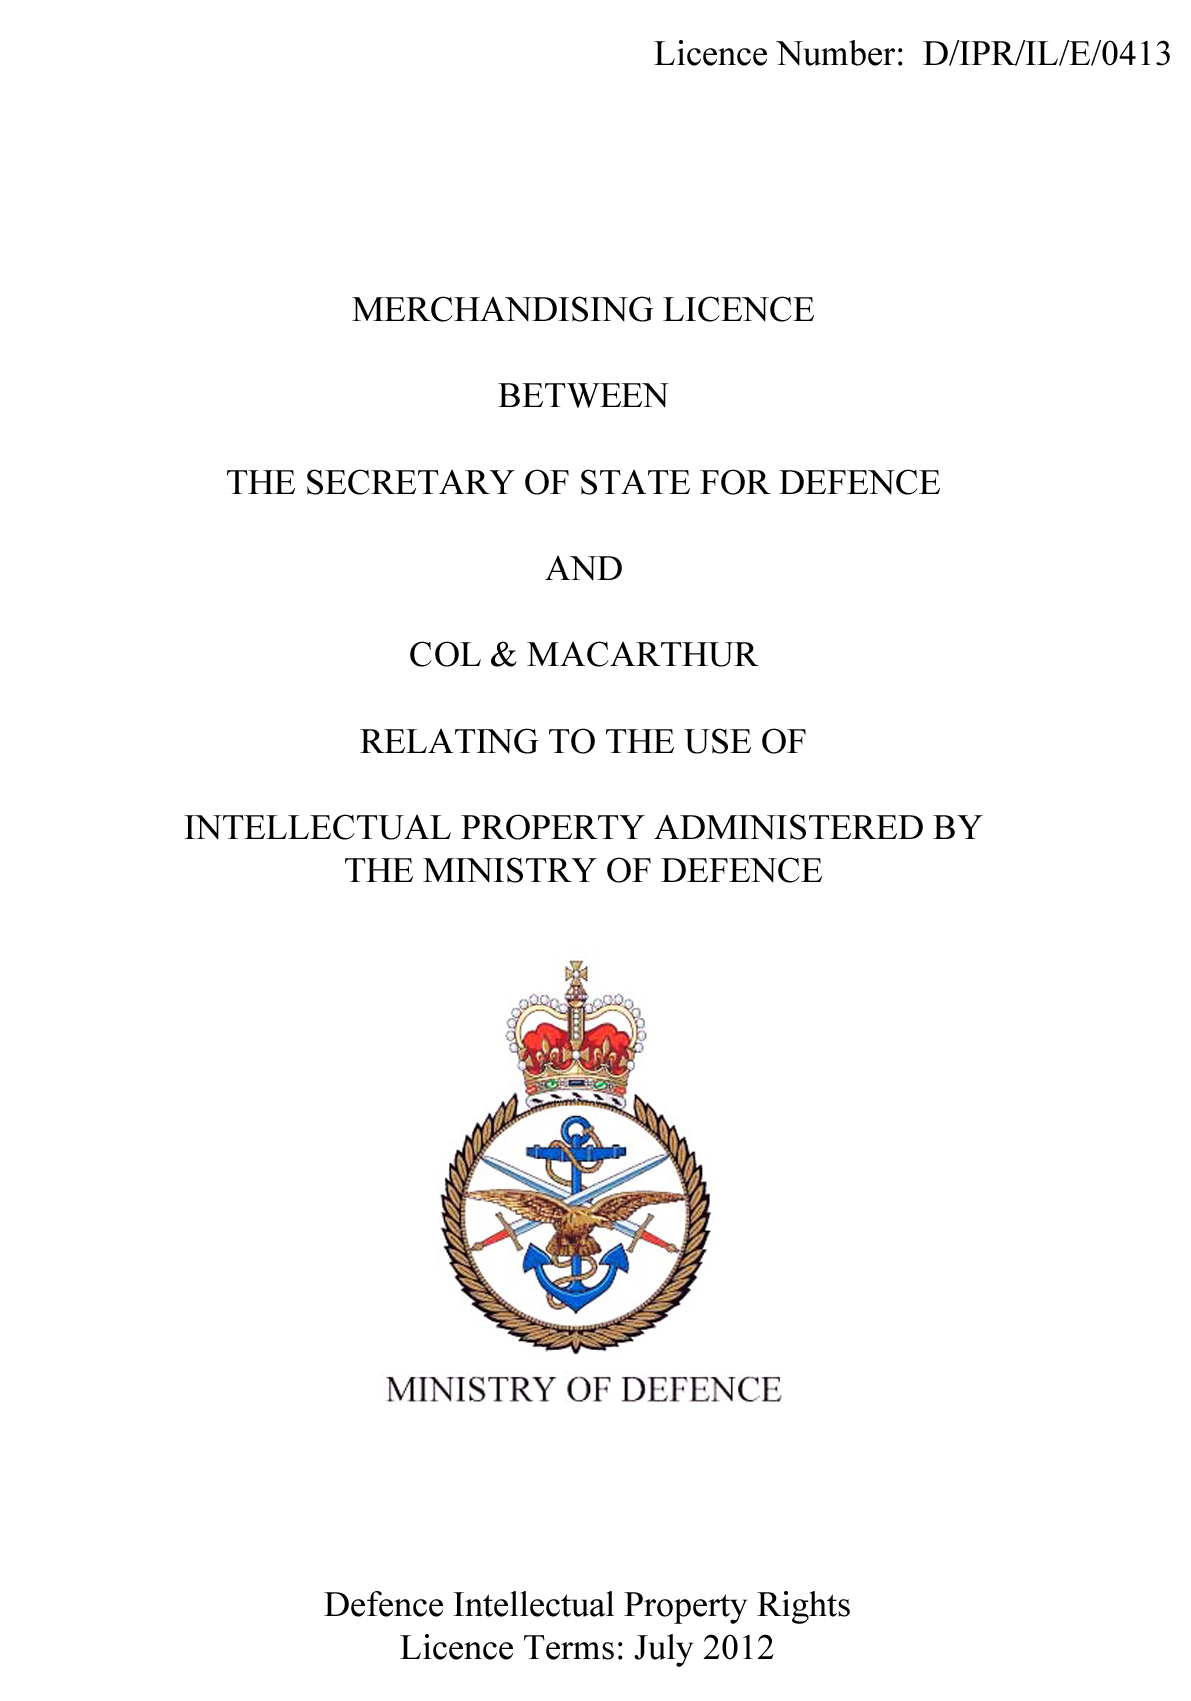 Licence Number: D/IPR/IL/E/0413
MERCHANDISING LICENCE
BETWEEN
THE SECRETARY OF STATE FOR DEFENCE
AND
COL & MACARTHUR
RELATING TO THE USE OF
INTELLECTUAL PROPERTY ADMINISTERED BY
THE MINISTRY OF DEFENCE
MINISTRY OF DEFENCE
Defence Intellectual Property Rights
Licence Terms: July 2012